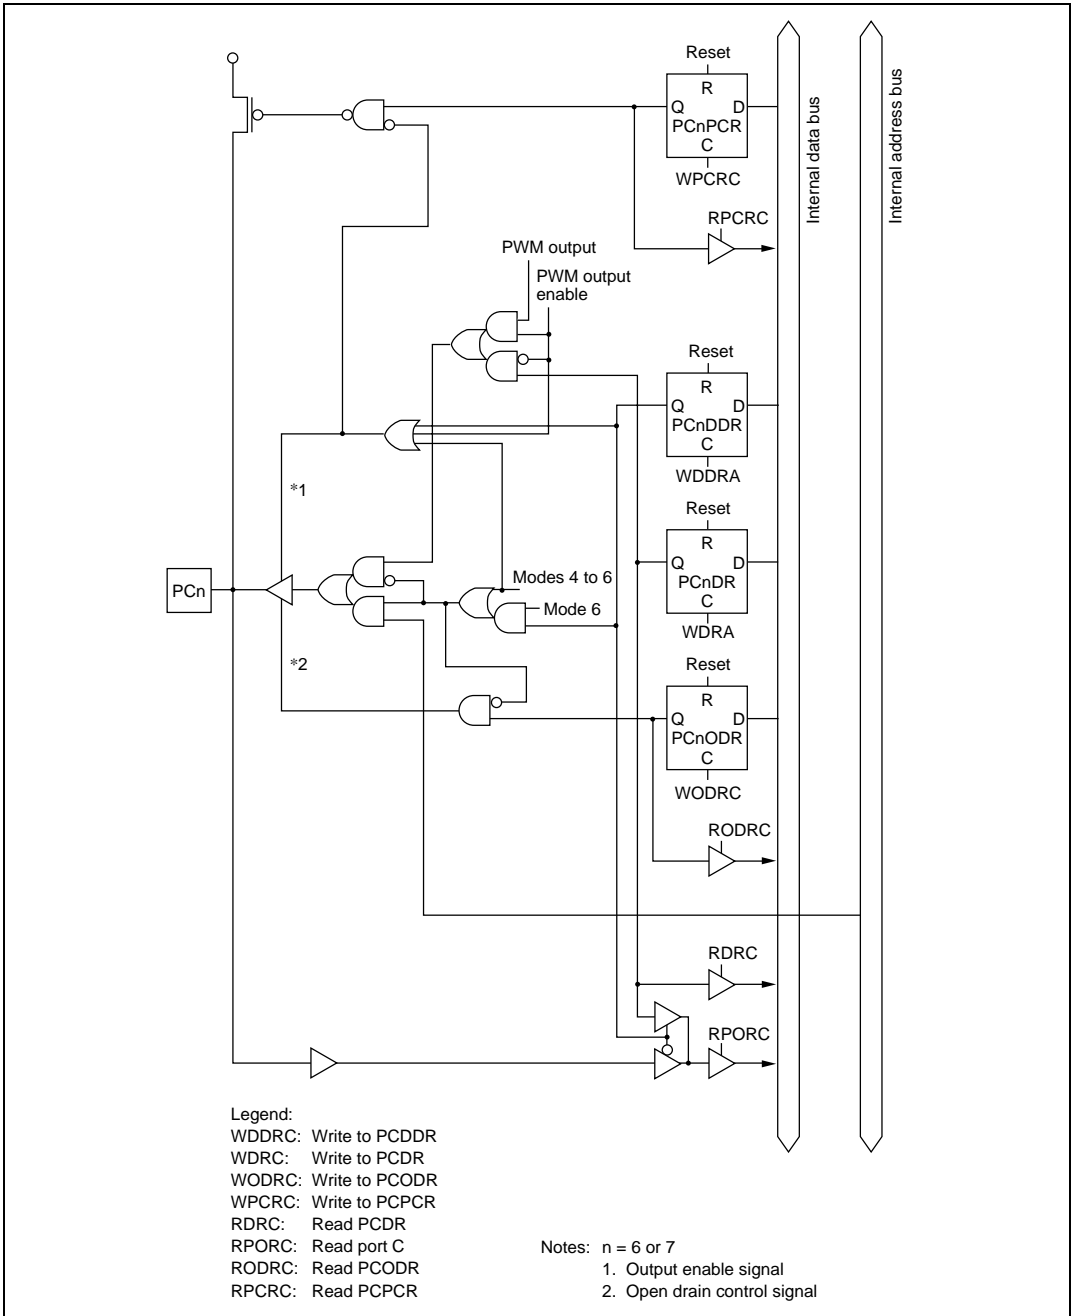 Reset
R
Q D
PCnPCR
C
WPCRC
Internal data bus
Internal address bus
RPCRC
PWM output
PWM output
enable
Reset
R
Q D
PCnDDR
C
WDDRA
*1
Reset
R
Q D
PCnDR
C
WDRA
PCn
Modes 4 to 6
Mode 6
*2
Reset
R
Q D
PCnODR
C
WODRC
RODRC
RDRC
RPORC
Legend:
WDDRC: Write to PCDDR
WDRC: Write to PCDR
WODRC: Write to PCODR
WPCRC: Write to PCPCR
RDRC: Read PCDR
RPORC: Read port C
RODRC: Read PCODR
RPCRC: Read PCPCR
Notes: n = 6 or 7
1. Output enable signal
2. Open drain control signal